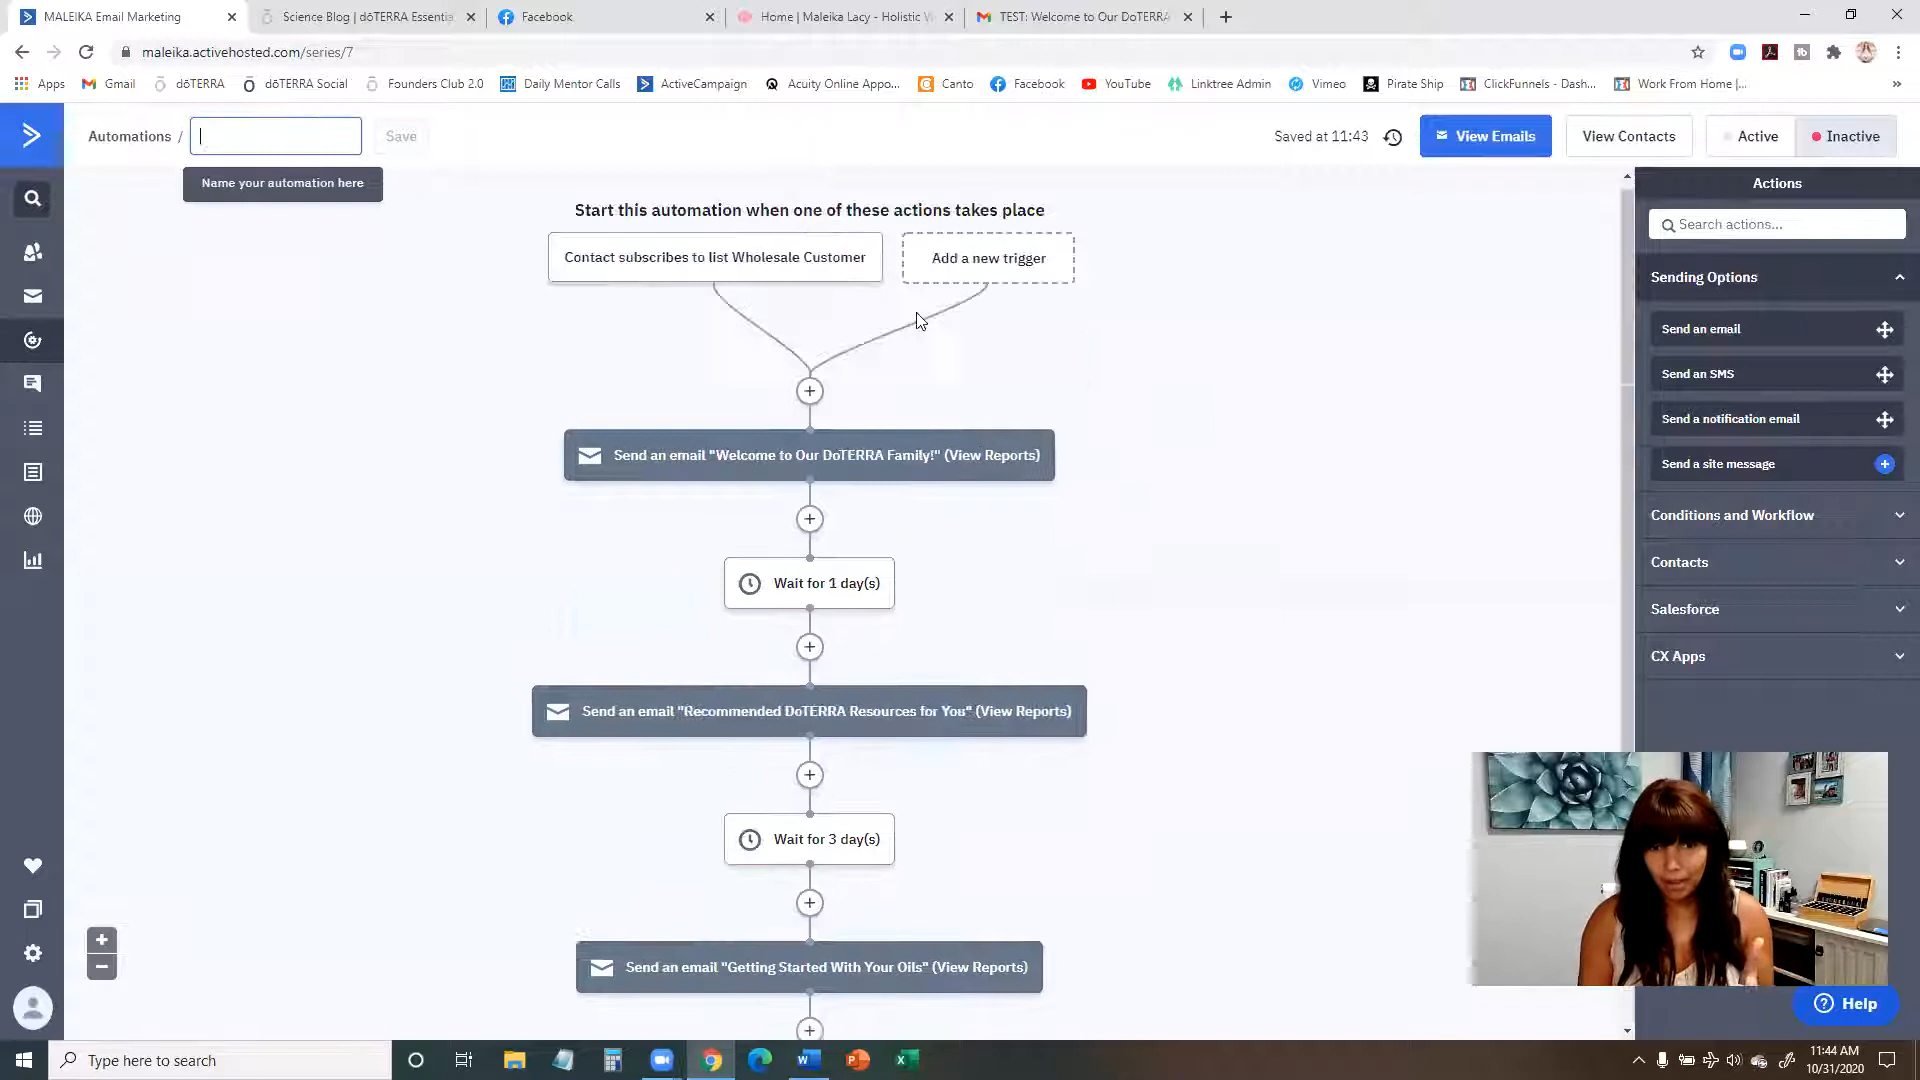 MALEIKA Email Marketing
Science Blog | dōTERRA Essentia
Facebook
Home | Maleika Lacy - Holistic W
TEST: Welcome to Our DoTERRA
maleika.activehosted.com/series/7
Apps
Gmail
dōTERRA
dōTERRA Social
Founders Club 2.0
Daily Mentor Calls
ActiveCampaign
Acuity Online Appo...
Canto
Facebook
YouTube
Linktree Admin
Vimeo
Pirate Ship
ClickFunnels - Dash...
Work From Home |...
Automations /
Save
Saved at 11:43
View Emails
View Contacts
Active
Inactive
Name your automation here
Start this automation when one of these actions takes place
Contact subscribes to list Wholesale Customer
Add a new trigger
Send an email "Welcome to Our DoTERRA Family!" (View Reports)
Wait for 1 day(s)
Send an email "Recommended DoTERRA Resources for You" (View Reports)
Wait for 3 day(s)
Send an email "Getting Started With Your Oils" (View Reports)
Actions
Search actions...
Sending Options
Send an email
Send an SMS
Send a notification email
Send a site message
Conditions and Workflow
Contacts
Salesforce
CX Apps
Help
Type here to search
11:44 AM
10/31/2020